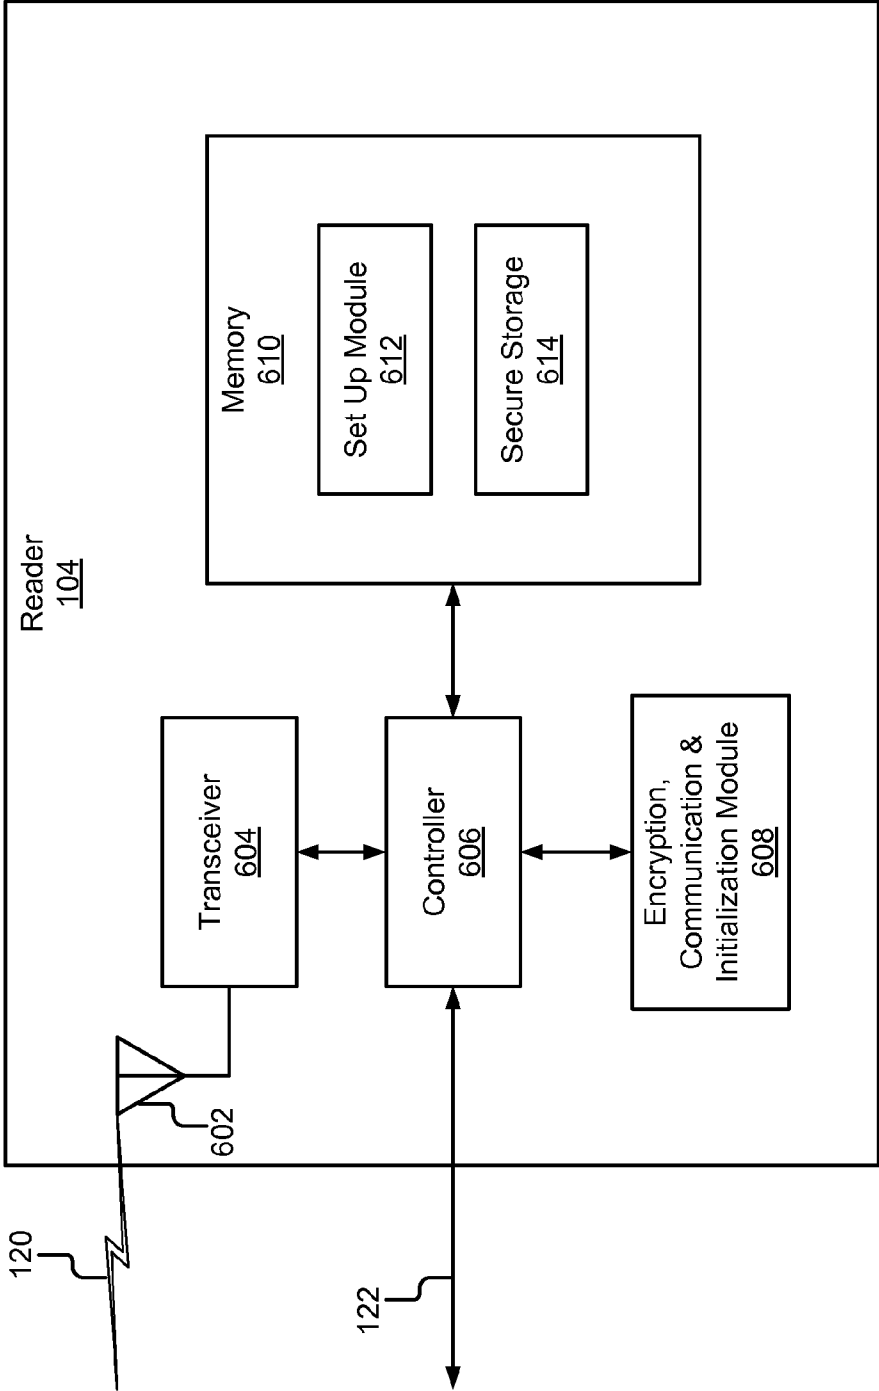 Reader
104
Memory
610
Set Up Module
612
Secure Storage
614
Transceiver
604
Controller
606
Encryption,
Communication &
Initialization Module
608
602
120
122